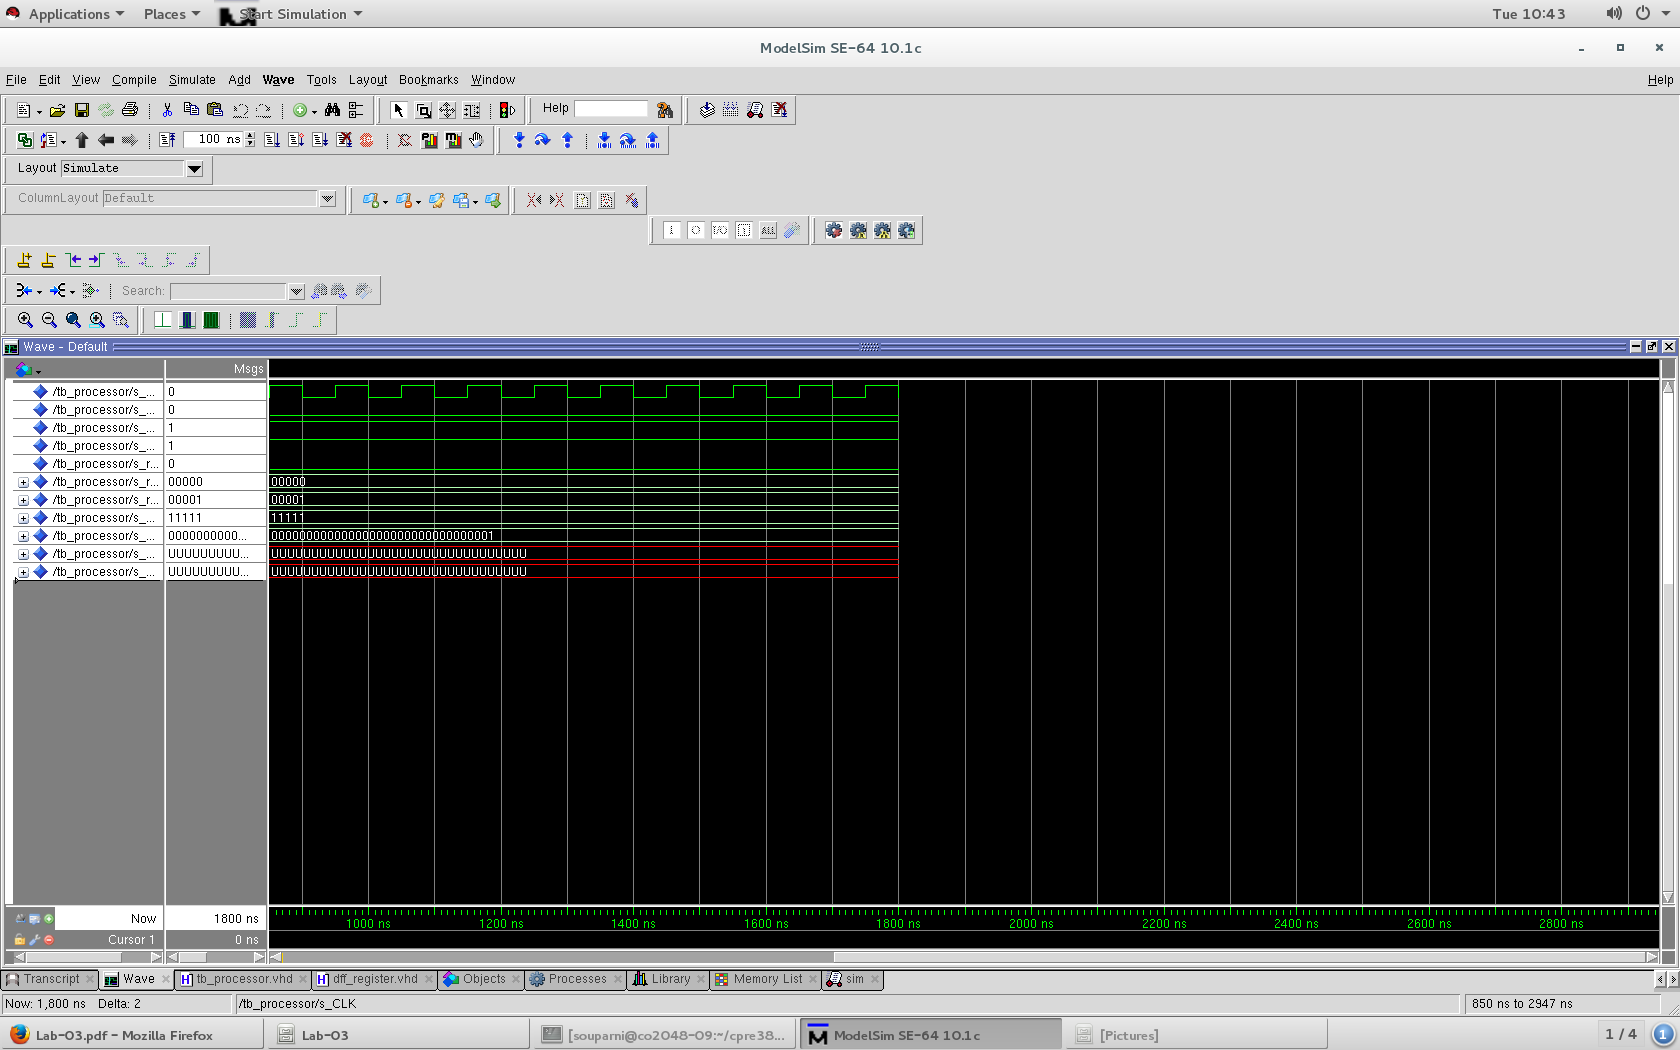 Applications Places Start Simulation Tue 10:43
ModelSim SE-64 10.1c
File Edit View Compile Simulate Add Wave Tools Layout Bookmarks Window Help
Help
100 ns
Layout Simulate
ColumnLayout Default
Search:
Wave - Default
Msgs
/tb_processor/s_... 0
/tb_processor/s_... 0
/tb_processor/s_... 1
/tb_processor/s_... 1
/tb_processor/s_r... 0
/tb_processor/s_r... 00000 00000
/tb_processor/s_r... 00001 00001
/tb_processor/s_... 11111 11111
/tb_processor/s_... 0000000000... 00000000000000000000000000000001
/tb_processor/s_... UUUUUUUUU... UUUUUUUUUUUUUUUUUUUUUUUUUUUUUUUU
/tb_processor/s_... UUUUUUUUU... UUUUUUUUUUUUUUUUUUUUUUUUUUUUUUUU
Now 1800 ns 1000 ns 1200 ns 1400 ns 1600 ns 1800 ns 2000 ns 2200 ns 2400 ns 2600 ns 2800 ns
Cursor 1 0 ns
Transcript Wave tb_processor.vhd dff_register.vhd Objects Processes Library Memory List sim
Now: 1,800 ns Delta: 2 /tb_processor/s_CLK 850 ns to 2947 ns
Lab-03.pdf - Mozilla Firefox Lab-03 [souparni@co2048-09:~/cpre38... ModelSim SE-64 10.1c [Pictures] 1 / 4 1